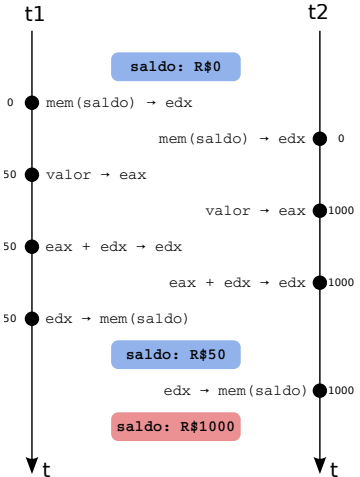 t1 t2
saldo: R$0
0 mem(saldo) → edx
mem(saldo) → edx 0
50 valor → eax
valor → eax 1000
50 eax + edx → edx
eax + edx → edx 1000
50 edx → mem(saldo)
saldo: R$50
edx → mem(saldo) 1000
saldo: R$1000
t t